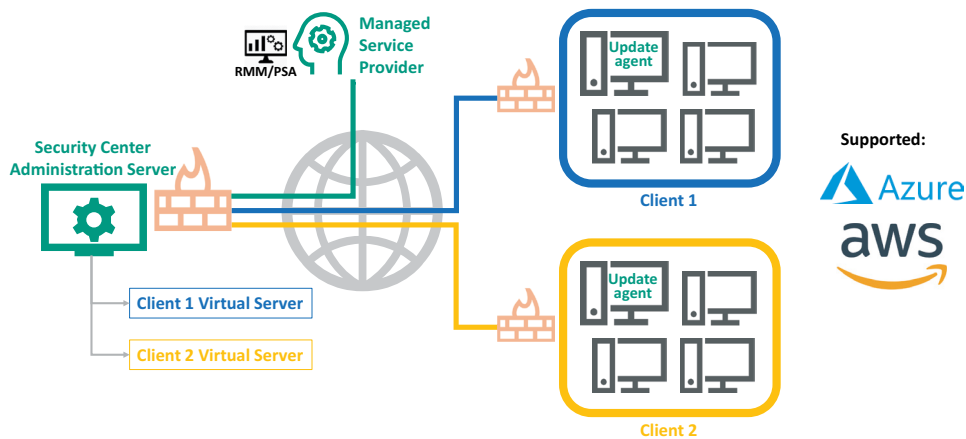 Managed
Service
Provider
RMM/PSA
Security Center
Administration Server
Client 1 Virtual Server
Client 2 Virtual Server
Update
agent
Client 1
Update
agent
Client 2
Supported:
Azure
aws